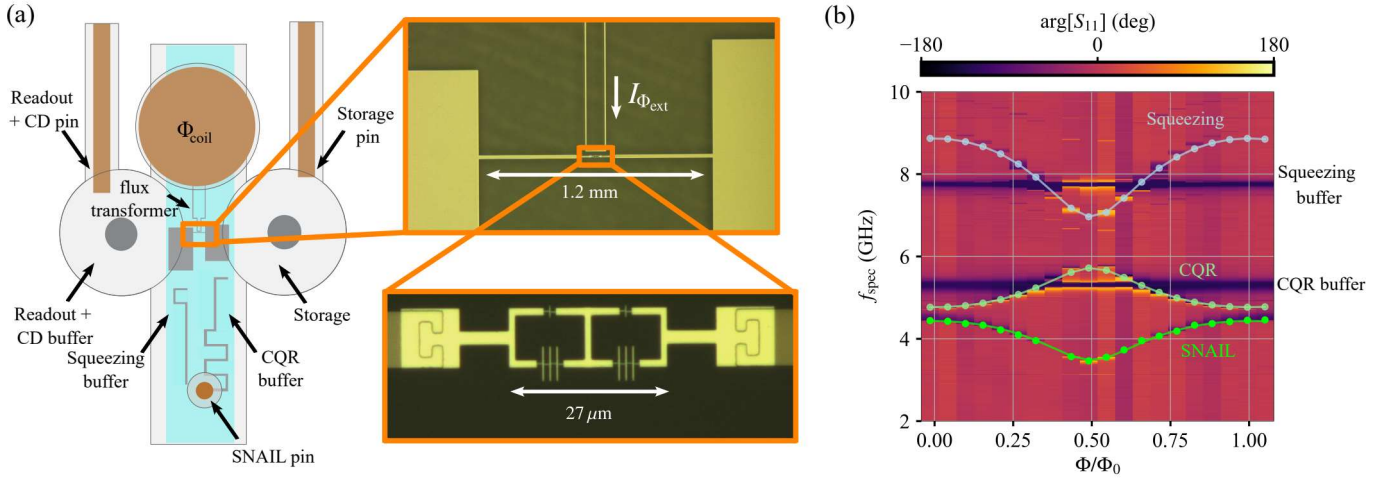 (a)
Readout
+ CD pin
Φcoil
Storage
pin
flux
transformer
Readout +
CD buffer
Storage
Squeezing
buffer
CQR
buffer
SNAIL pin
IΦext
1.2 mm
27 μm
(b)
arg[S11] (deg)
−180 0 180
10
8
6
4
2
fspec (GHz)
Squeezing
CQR
SNAIL
Squeezing
buffer
CQR buffer
0.00 0.25 0.50 0.75 1.00
Φ/Φ0